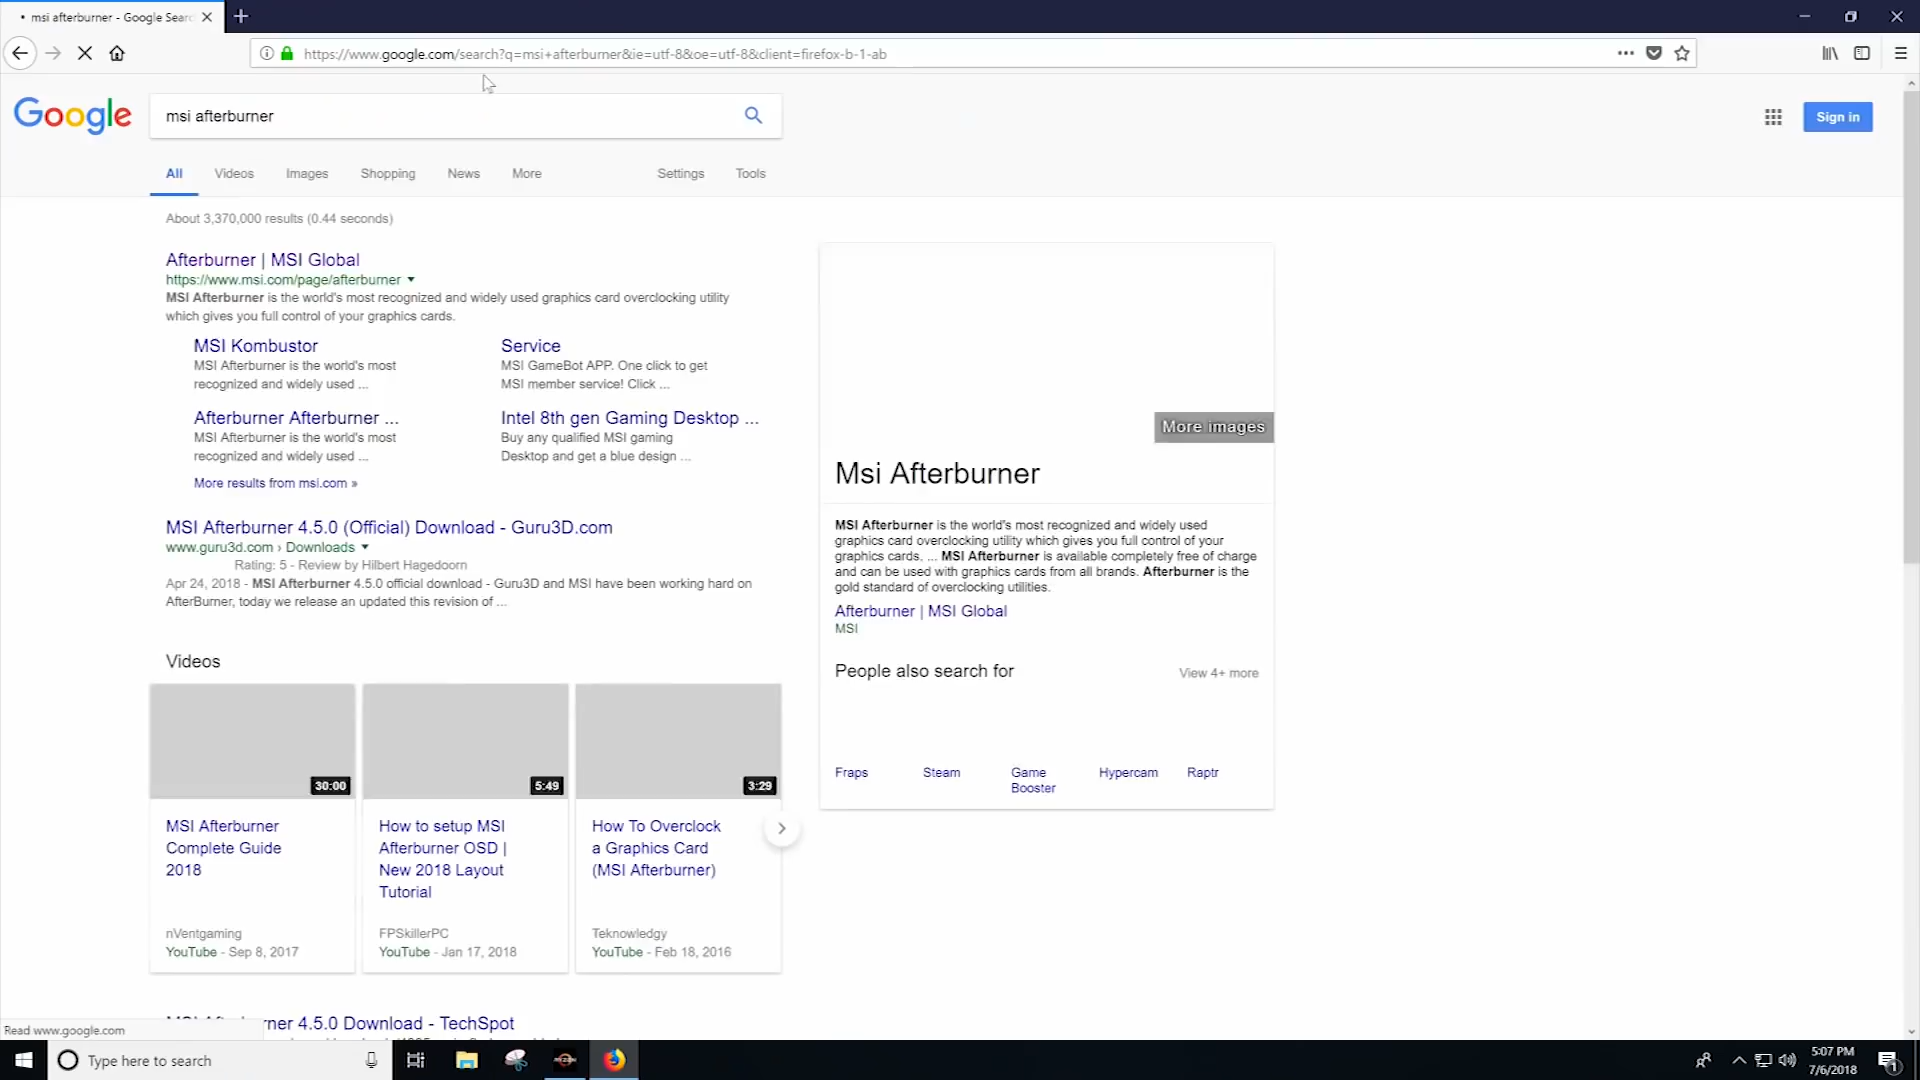 msi afterburner - Google Searc
https://www.google.com/search?q=msi+afterburner&ie=utf-8&oe=utf-8&client=firefox-b-1-ab
Google
msi afterburner
Sign in
All
Videos
Images
Shopping
News
More
Settings
Tools
About 3,370,000 results (0.44 seconds)
Afterburner | MSI Global
https://www.msi.com/page/afterburner
MSI Afterburner is the world's most recognized and widely used graphics card overclocking utility
which gives you full control of your graphics cards.
MSI Kombustor
MSI Afterburner is the world's most
recognized and widely used ...
Service
MSI GameBot APP. One click to get
MSI member service! Click ...
Afterburner Afterburner ...
MSI Afterburner is the world's most
recognized and widely used ...
Intel 8th gen Gaming Desktop ...
Buy any qualified MSI gaming
Desktop and get a blue design ...
More results from msi.com »
MSI Afterburner 4.5.0 (Official) Download - Guru3D.com
www.guru3d.com › Downloads
Rating: 5 - Review by Hilbert Hagedoorn
Apr 24, 2018 - MSI Afterburner 4.5.0 official download - Guru3D and MSI have been working hard on
AfterBurner, today we release an updated this revision of ...
Videos
30:00
MSI Afterburner
Complete Guide
2018
nVentgaming
YouTube - Sep 8, 2017
5:49
How to setup MSI
Afterburner OSD |
New 2018 Layout
Tutorial
FPSkillerPC
YouTube - Jan 17, 2018
3:29
How To Overclock
a Graphics Card
(MSI Afterburner)
Teknowledgy
YouTube - Feb 18, 2016
rner 4.5.0 Download - TechSpot
More images
Msi Afterburner
MSI Afterburner is the world's most recognized and widely used
graphics card overclocking utility which gives you full control of your
graphics cards. ... MSI Afterburner is available completely free of charge
and can be used with graphics cards from all brands. Afterburner is the
gold standard of overclocking utilities.
Afterburner | MSI Global
MSI
People also search for
View 4+ more
Fraps
Steam
Game
Booster
Hypercam
Raptr
Read www.google.com
Type here to search
5:07 PM
7/6/2018
1